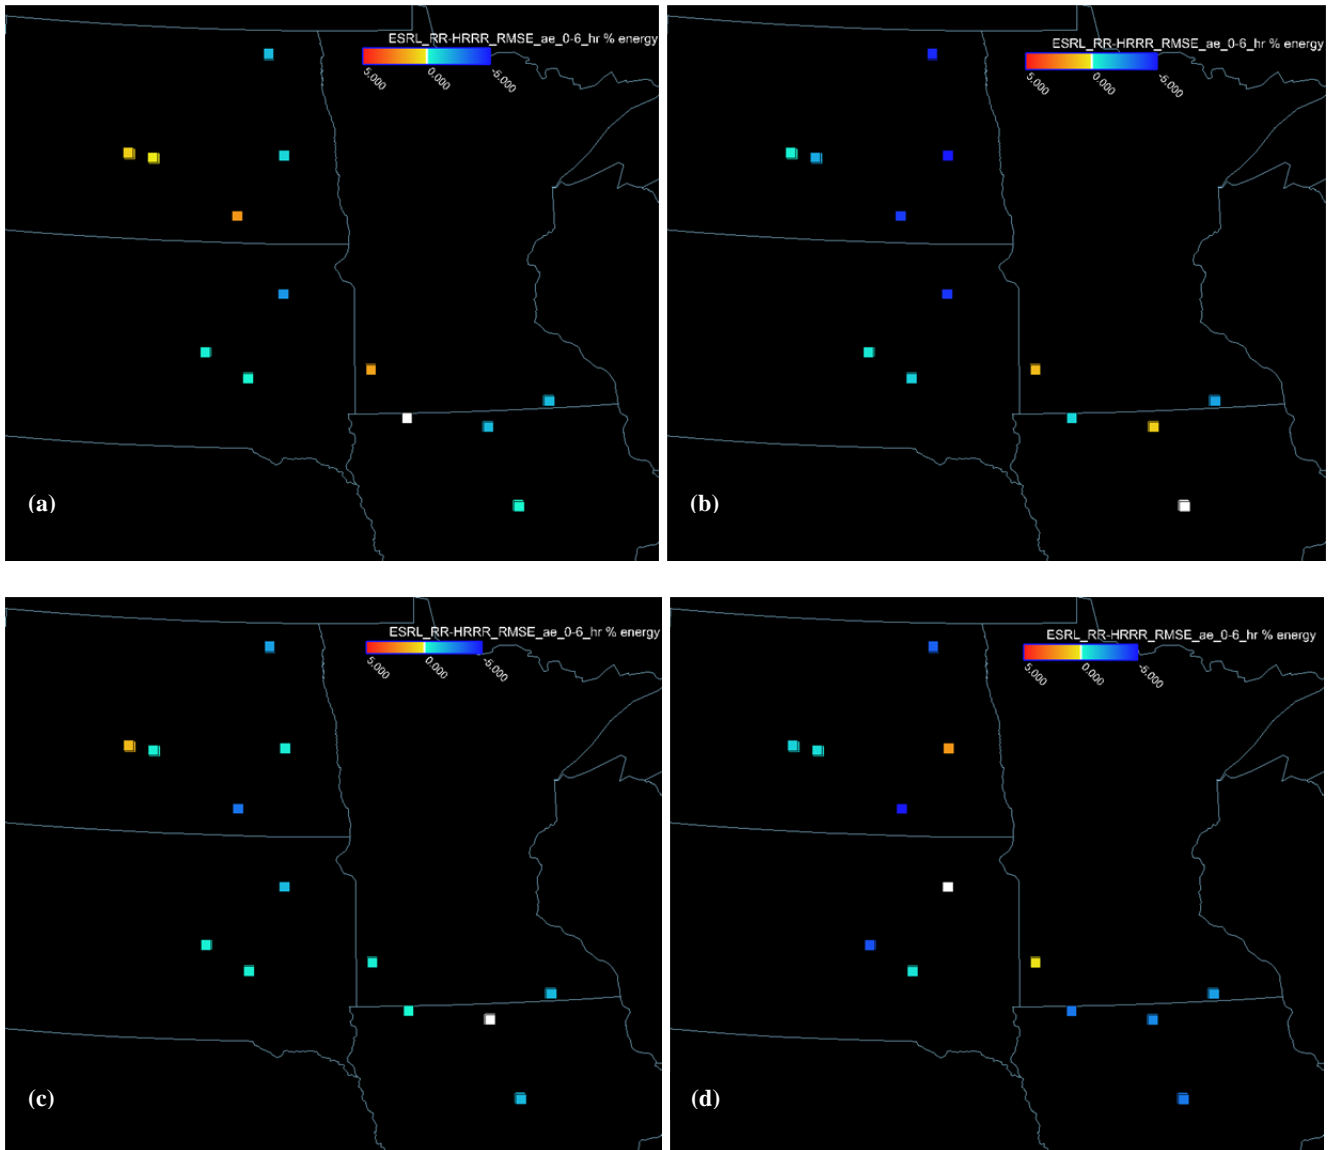 ESRL_RR-HRRR_RMSE_ae_0-6_hr % energy
5.000 0.000 -5.000
(a)
ESRL_RR-HRRR_RMSE_ae_0-6_hr % energy
5.000 0.000 -5.000
(b)
ESRL_RR-HRRR_RMSE_ae_0-6_hr % energy
5.000 0.000 -5.000
(c)
ESRL_RR-HRRR_RMSE_ae_0-6_hr % energy
5.000 0.000 -5.000
(d)